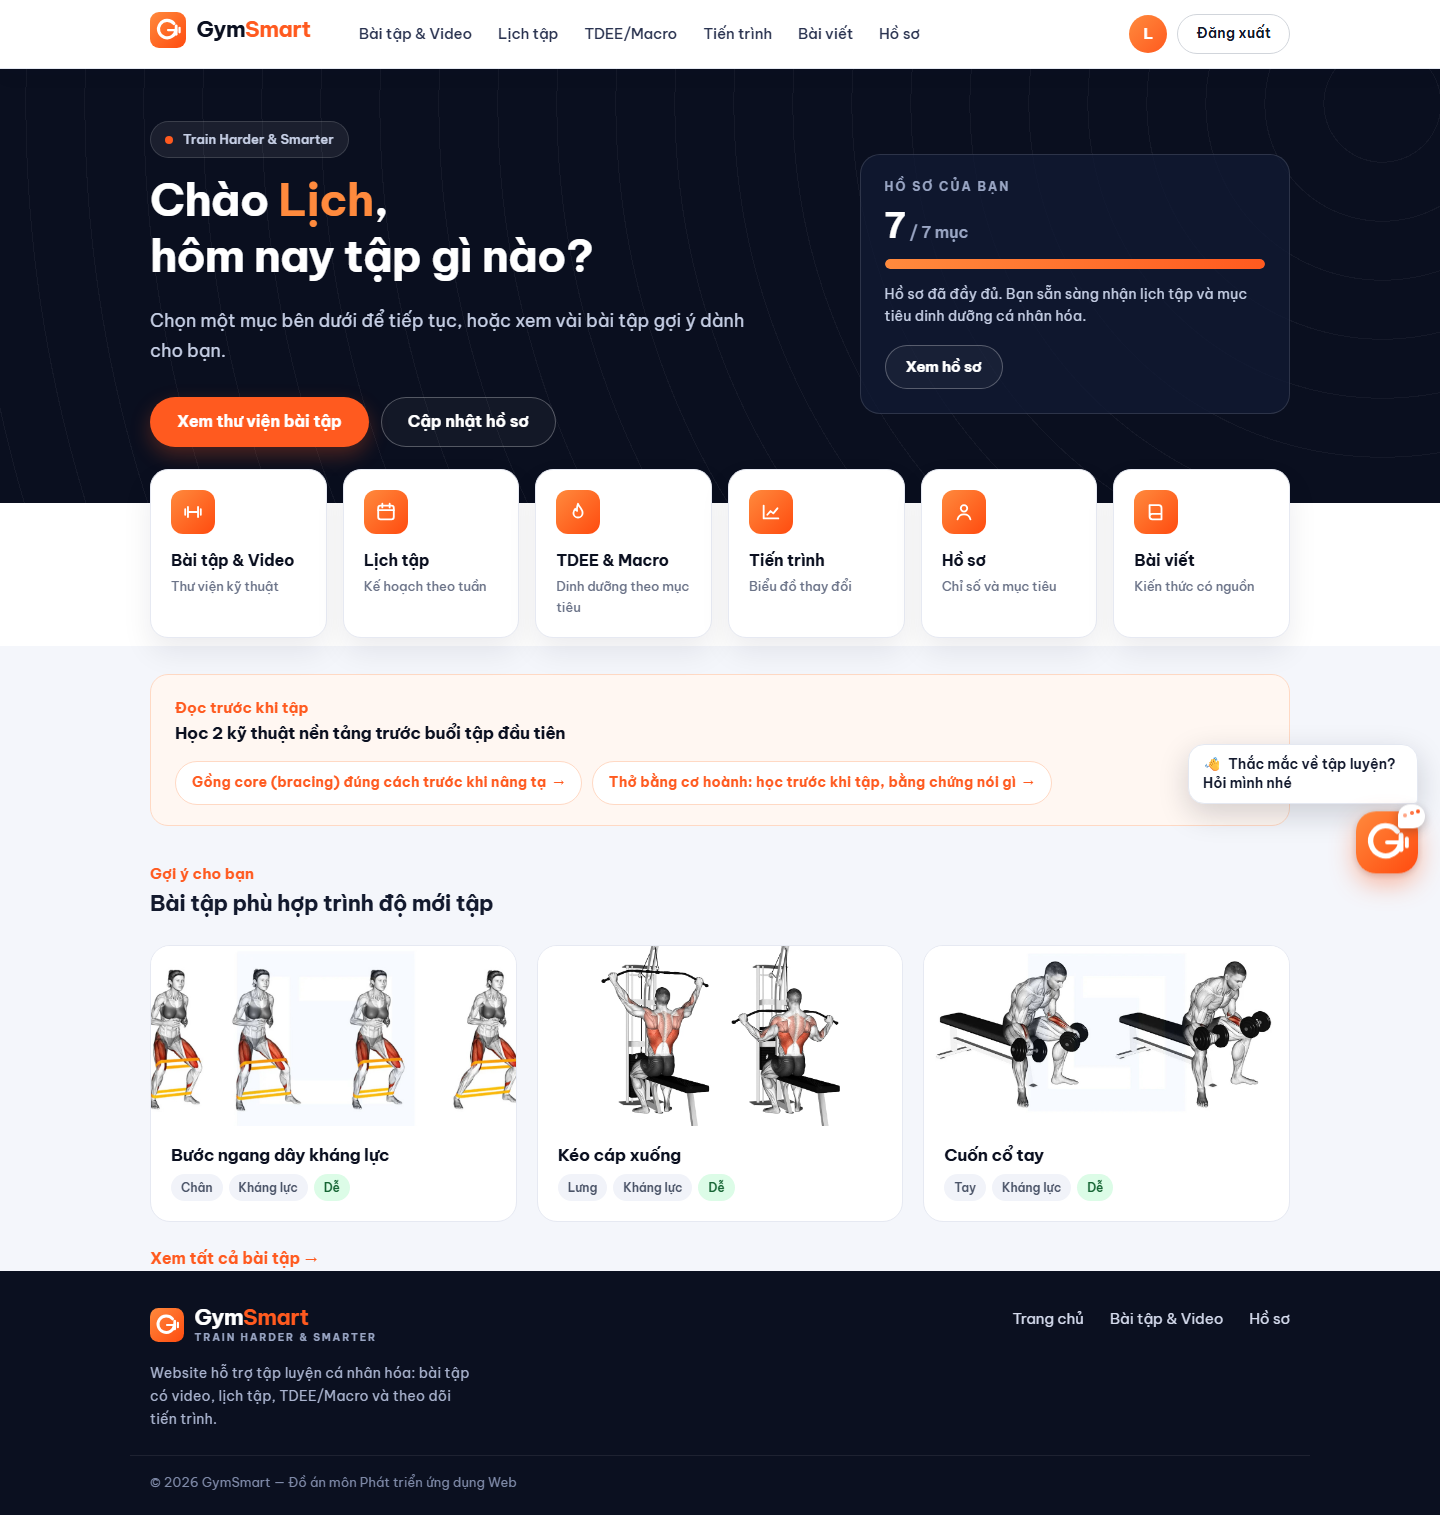 GymSmart
Bài tập & Video
Lịch tập
TDEE/Macro
Tiến trình
Bài viết
Hồ sơ
L
Đăng xuất
Train Harder & Smarter
Chào Lịch,
hôm nay tập gì nào?
Chọn một mục bên dưới để tiếp tục, hoặc xem vài bài tập gợi ý dành
cho bạn.
Xem thư viện bài tập
Cập nhật hồ sơ
HỒ SƠ CỦA BẠN
7 / 7 mục
Hồ sơ đã đầy đủ. Bạn sẵn sàng nhận lịch tập và mục
tiêu dinh dưỡng cá nhân hóa.
Xem hồ sơ
Bài tập & Video
Thư viện kỹ thuật
Lịch tập
Kế hoạch theo tuần
TDEE & Macro
Dinh dưỡng theo mục
tiêu
Tiến trình
Biểu đồ thay đổi
Hồ sơ
Chỉ số và mục tiêu
Bài viết
Kiến thức có nguồn
Đọc trước khi tập
Học 2 kỹ thuật nền tảng trước buổi tập đầu tiên
Gồng core (bracing) đúng cách trước khi nâng tạ →
Thở bằng cơ hoành: học trước khi tập, bằng chứng nói gì →
👋 Thắc mắc về tập luyện?
Hỏi mình nhé
Gợi ý cho bạn
Bài tập phù hợp trình độ mới tập
Bước ngang dây kháng lực
Chân
Kháng lực
Dễ
Kéo cáp xuống
Lưng
Kháng lực
Dễ
Cuốn cổ tay
Tay
Kháng lực
Dễ
Xem tất cả bài tập →
GymSmart
TRAIN HARDER & SMARTER
Trang chủ
Bài tập & Video
Hồ sơ
Website hỗ trợ tập luyện cá nhân hóa: bài tập
có video, lịch tập, TDEE/Macro và theo dõi
tiến trình.
© 2026 GymSmart — Đồ án môn Phát triển ứng dụng Web